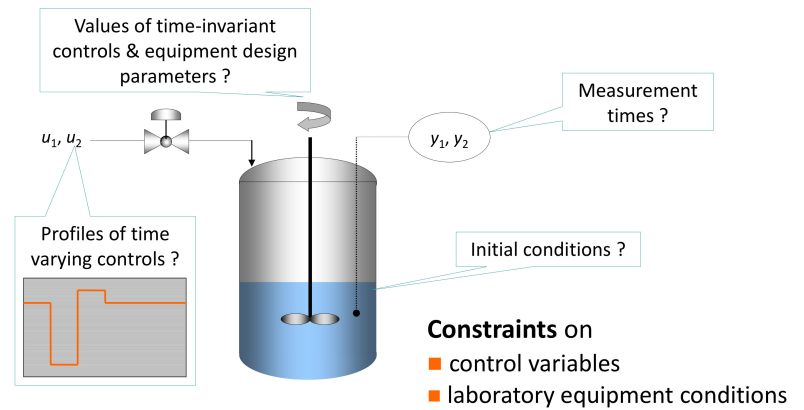 Values of time-invariant
controls & equipment design
parameters ?
Measurement
times ?
u1, u2
y1, y2
Profiles of time
varying controls ?
Initial conditions ?
Constraints on
control variables
laboratory equipment conditions